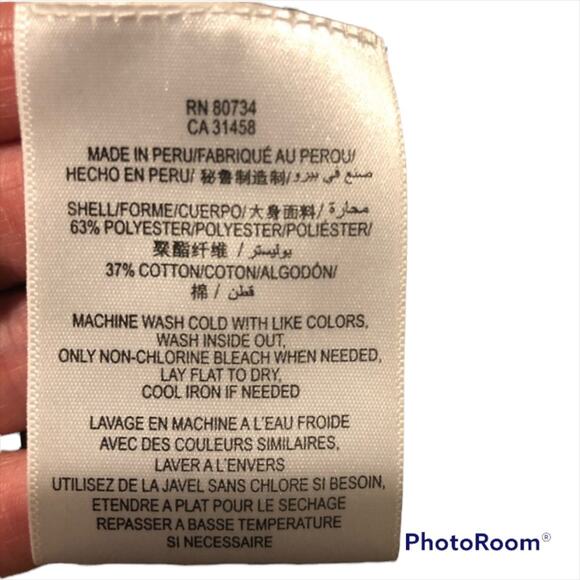 RN 80734
CA 31458
MADE IN PERU/FABRIQUÉ AU PEROU/
HECHO EN PERU/ 秘鲁制造制/ صنع في بيرو/
SHELL/FORME/CUERPO/大身面料/ محارة/
63% POLYESTER/POLYESTER/POLIÉSTER/
聚酯纤维 / بوليستر/
37% COTTON/COTON/ALGODÓN/
棉 / قطن/
MACHINE WASH COLD WITH LIKE COLORS,
WASH INSIDE OUT,
ONLY NON-CHLORINE BLEACH WHEN NEEDED,
LAY FLAT TO DRY,
COOL IRON IF NEEDED
LAVAGE EN MACHINE A L'EAU FROIDE
AVEC DES COULEURS SIMILAIRES,
LAVER A L'ENVERS
UTILISEZ DE LA JAVEL SANS CHLORE SI BESOIN,
ETENDRE A PLAT POUR LE SECHAGE
REPASSER A BASSE TEMPERATURE
SI NECESSAIRE
PhotoRoom®